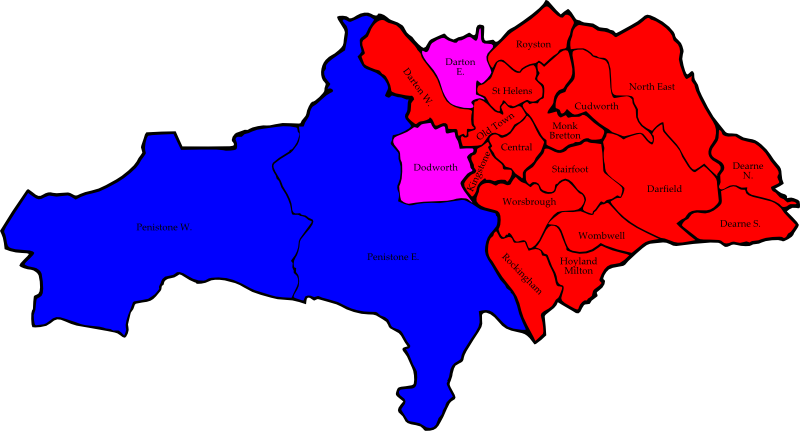 Royston
Darton
E.
Darton W.
St Helens
North East
Cudworth
Old Town
Monk
Bretton
Central
Dodworth
Kingstone
Stairfoot
Dearne
N.
Darfield
Worsbrough
Dearne S.
Penistone W.
Wombwell
Penistone E.
Hoyland
Milton
Rockingham